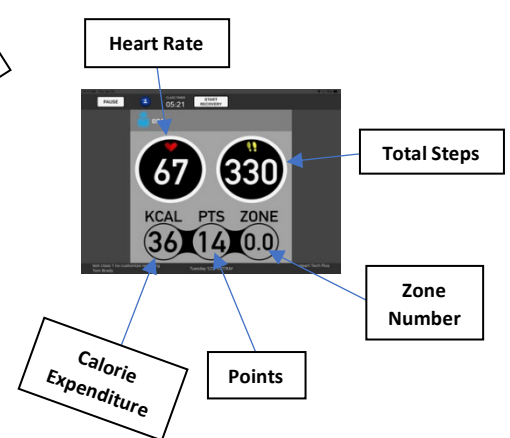 Heart Rate
PAUSE
05:21
START
RECOVERY
67
330
Total Steps
KCAL PTS ZONE
36 14 0.0
Zone
Number
Calorie
Expenditure
Points